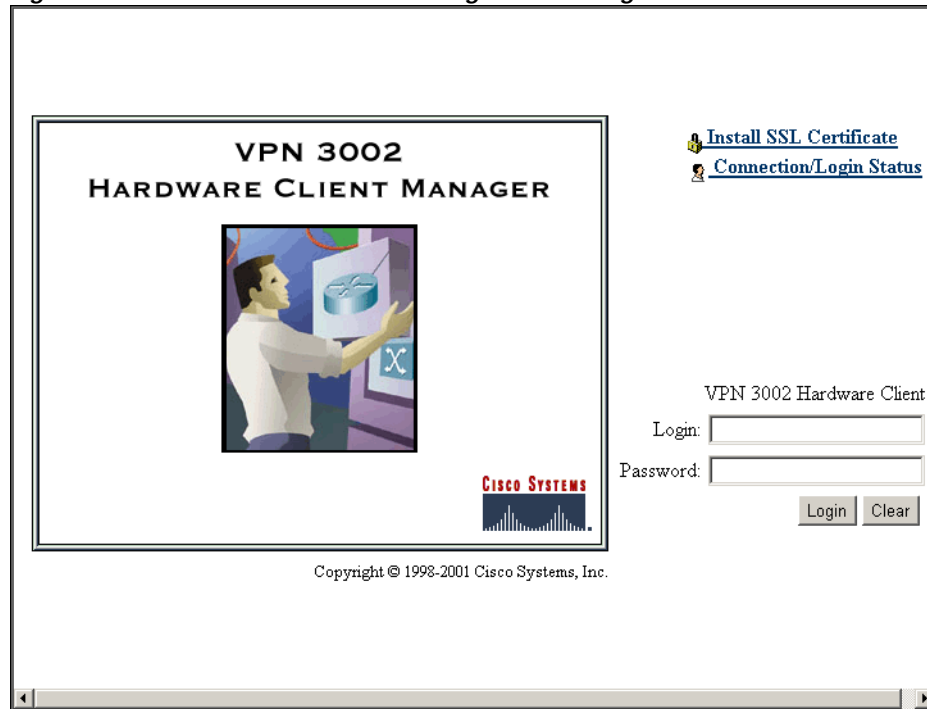 VPN 3002
HARDWARE CLIENT MANAGER
CISCO SYSTEMS
Copyright © 1998-2001 Cisco Systems, Inc.
Install SSL Certificate
Connection/Login Status
VPN 3002 Hardware Client
Login:
Password:
Login Clear